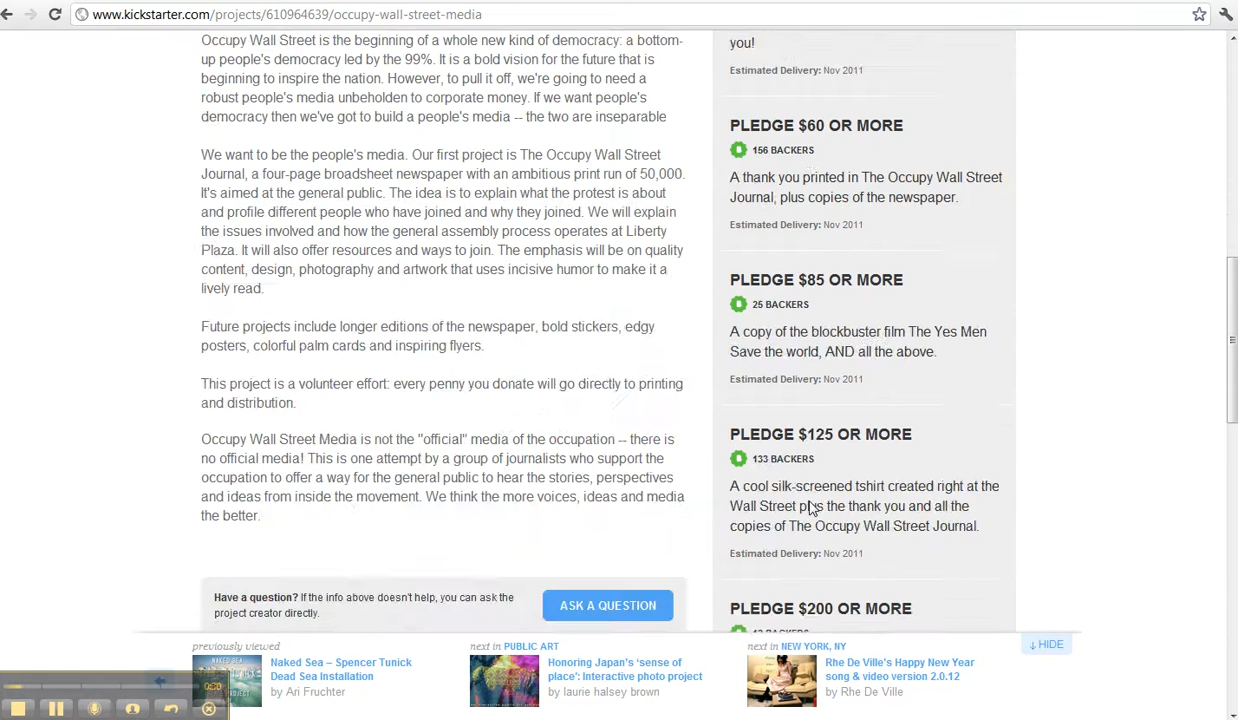 www.kickstarter.com/projects/610964639/occupy-wall-street-media
Occupy Wall Street is the beginning of a whole new kind of democracy: a bottom-
up people's democracy led by the 99%. It is a bold vision for the future that is
beginning to inspire the nation. However, to pull it off, we're going to need a
robust people's media unbeholden to corporate money. If we want people's
democracy then we've got to build a people's media -- the two are inseparable
We want to be the people's media. Our first project is The Occupy Wall Street
Journal, a four-page broadsheet newspaper with an ambitious print run of 50,000.
It's aimed at the general public. The idea is to explain what the protest is about
and profile different people who have joined and why they joined. We will explain
the issues involved and how the general assembly process operates at Liberty
Plaza. It will also offer resources and ways to join. The emphasis will be on quality
content, design, photography and artwork that uses incisive humor to make it a
lively read.
Future projects include longer editions of the newspaper, bold stickers, edgy
posters, colorful palm cards and inspiring flyers.
This project is a volunteer effort: every penny you donate will go directly to printing
and distribution.
Occupy Wall Street Media is not the "official" media of the occupation -- there is
no official media! This is one attempt by a group of journalists who support the
occupation to offer a way for the general public to hear the stories, perspectives
and ideas from inside the movement. We think the more voices, ideas and media
the better.
Have a question? If the info above doesn't help, you can ask the
project creator directly.
ASK A QUESTION
you!
Estimated Delivery: Nov 2011
PLEDGE $60 OR MORE
156 BACKERS
A thank you printed in The Occupy Wall Street
Journal, plus copies of the newspaper.
Estimated Delivery: Nov 2011
PLEDGE $85 OR MORE
25 BACKERS
A copy of the blockbuster film The Yes Men
Save the world, AND all the above.
Estimated Delivery: Nov 2011
PLEDGE $125 OR MORE
133 BACKERS
A cool silk-screened tshirt created right at the
Wall Street plus the thank you and all the
copies of The Occupy Wall Street Journal.
Estimated Delivery: Nov 2011
PLEDGE $200 OR MORE
↓ HIDE
previously viewed
Naked Sea – Spencer Tunick
Dead Sea Installation
by Ari Fruchter
next in PUBLIC ART
Honoring Japan's 'sense of
place': Interactive photo project
by laurie halsey brown
next in NEW YORK, NY
Rhe De Ville's Happy New Year
song & video version 2.0.12
by Rhe De Ville